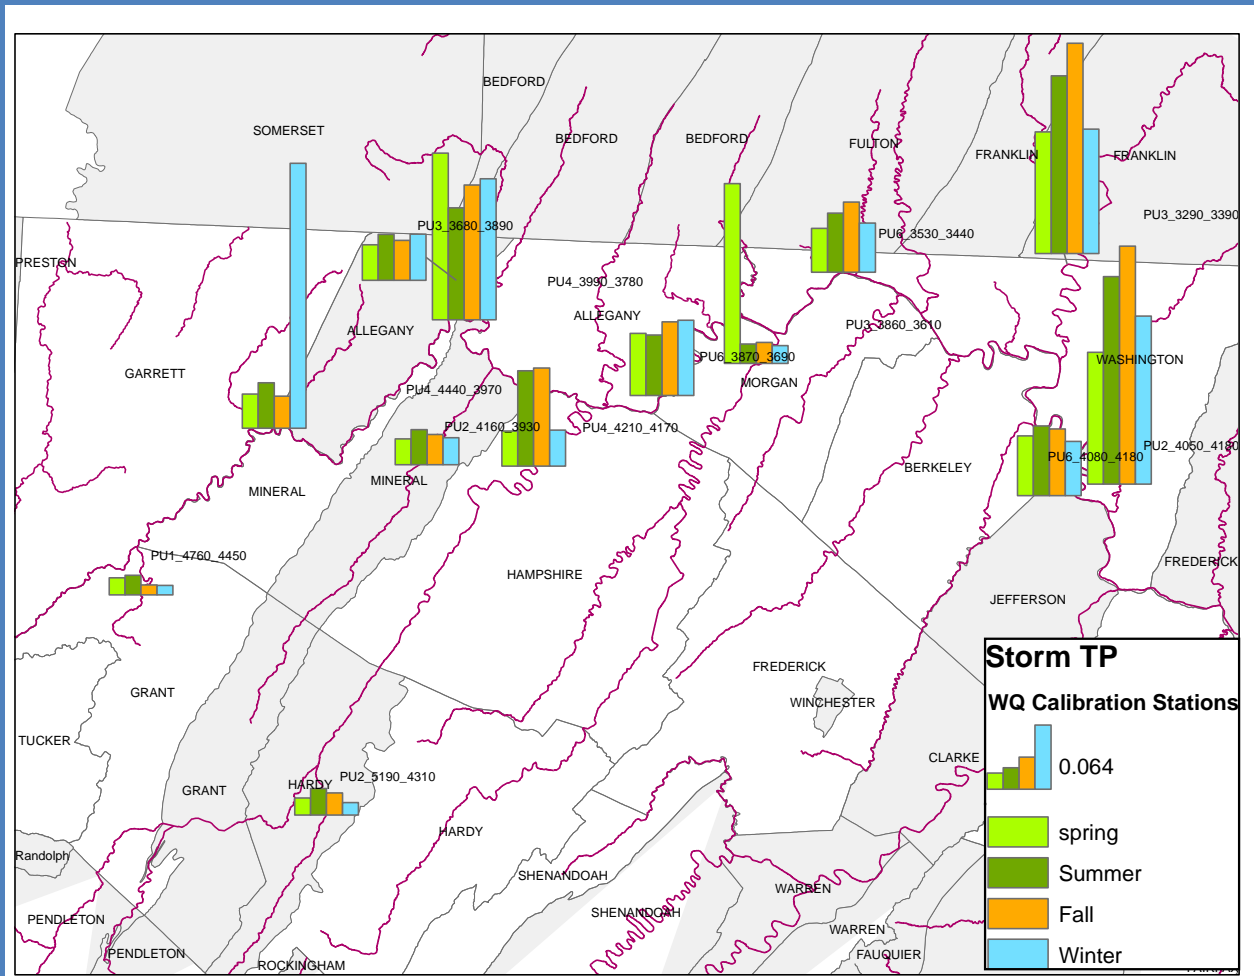 BEDFORD
SOMERSET
BEDFORD
BEDFORD
FULTON
FRANKLIN
FRANKLIN
PU3_3290_3390
PU3_3680_3890
PU6_3530_3440
PRESTON
PU4_3990_3780
ALLEGANY
ALLEGANY
PU3_3860_3610
GARRETT
PU6_3870_3690
WASHINGTON
MORGAN
PU4_4440_3970
PU2_4160_3930
PU4_4210_4170
PU2_4050_4180
PU6_4080_4180
BERKELEY
MINERAL
MINERAL
PU1_4760_4450
HAMPSHIRE
FREDERICK
JEFFERSON
GRANT
FREDERICK
WINCHESTER
TUCKER
CLARKE
PU2_5190_4310
HARDY
GRANT
HARDY
Randolph
SHENANDOAH
WARREN
SHENANDOAH
PENDLETON
WARREN
PENDLETON
FAUQUIER
ROCKINGHAM
Storm TP
WQ Calibration Stations
0.064
spring
Summer
Fall
Winter